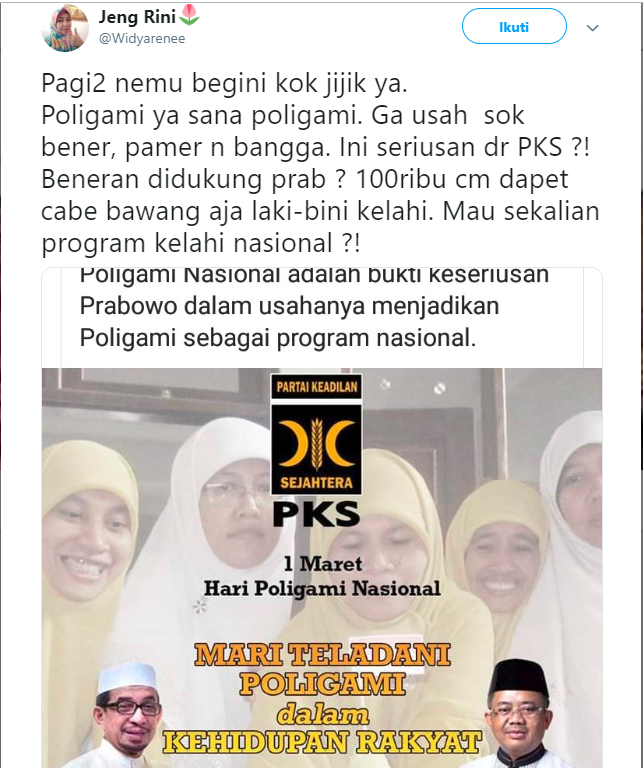 Jeng Rini🌷
@Widyarenee
Ikuti
Pagi2 nemu begini kok jijik ya.
Poligami ya sana poligami. Ga usah  sok
bener, pamer n bangga. Ini seriusan dr PKS ?!
Beneran didukung prab ? 100ribu cm dapet
cabe bawang aja laki-bini kelahi. Mau sekalian
program kelahi nasional ?!
Poligami Nasional adalah bukti keseriusan
Prabowo dalam usahanya menjadikan
Poligami sebagai program nasional.
PARTAI KEADILAN
SEJAHTERA
PKS
1 Maret
Hari Poligami Nasional
MARI TELADANI
POLIGAMI
dalam
KEHIDUPAN RAKYAT